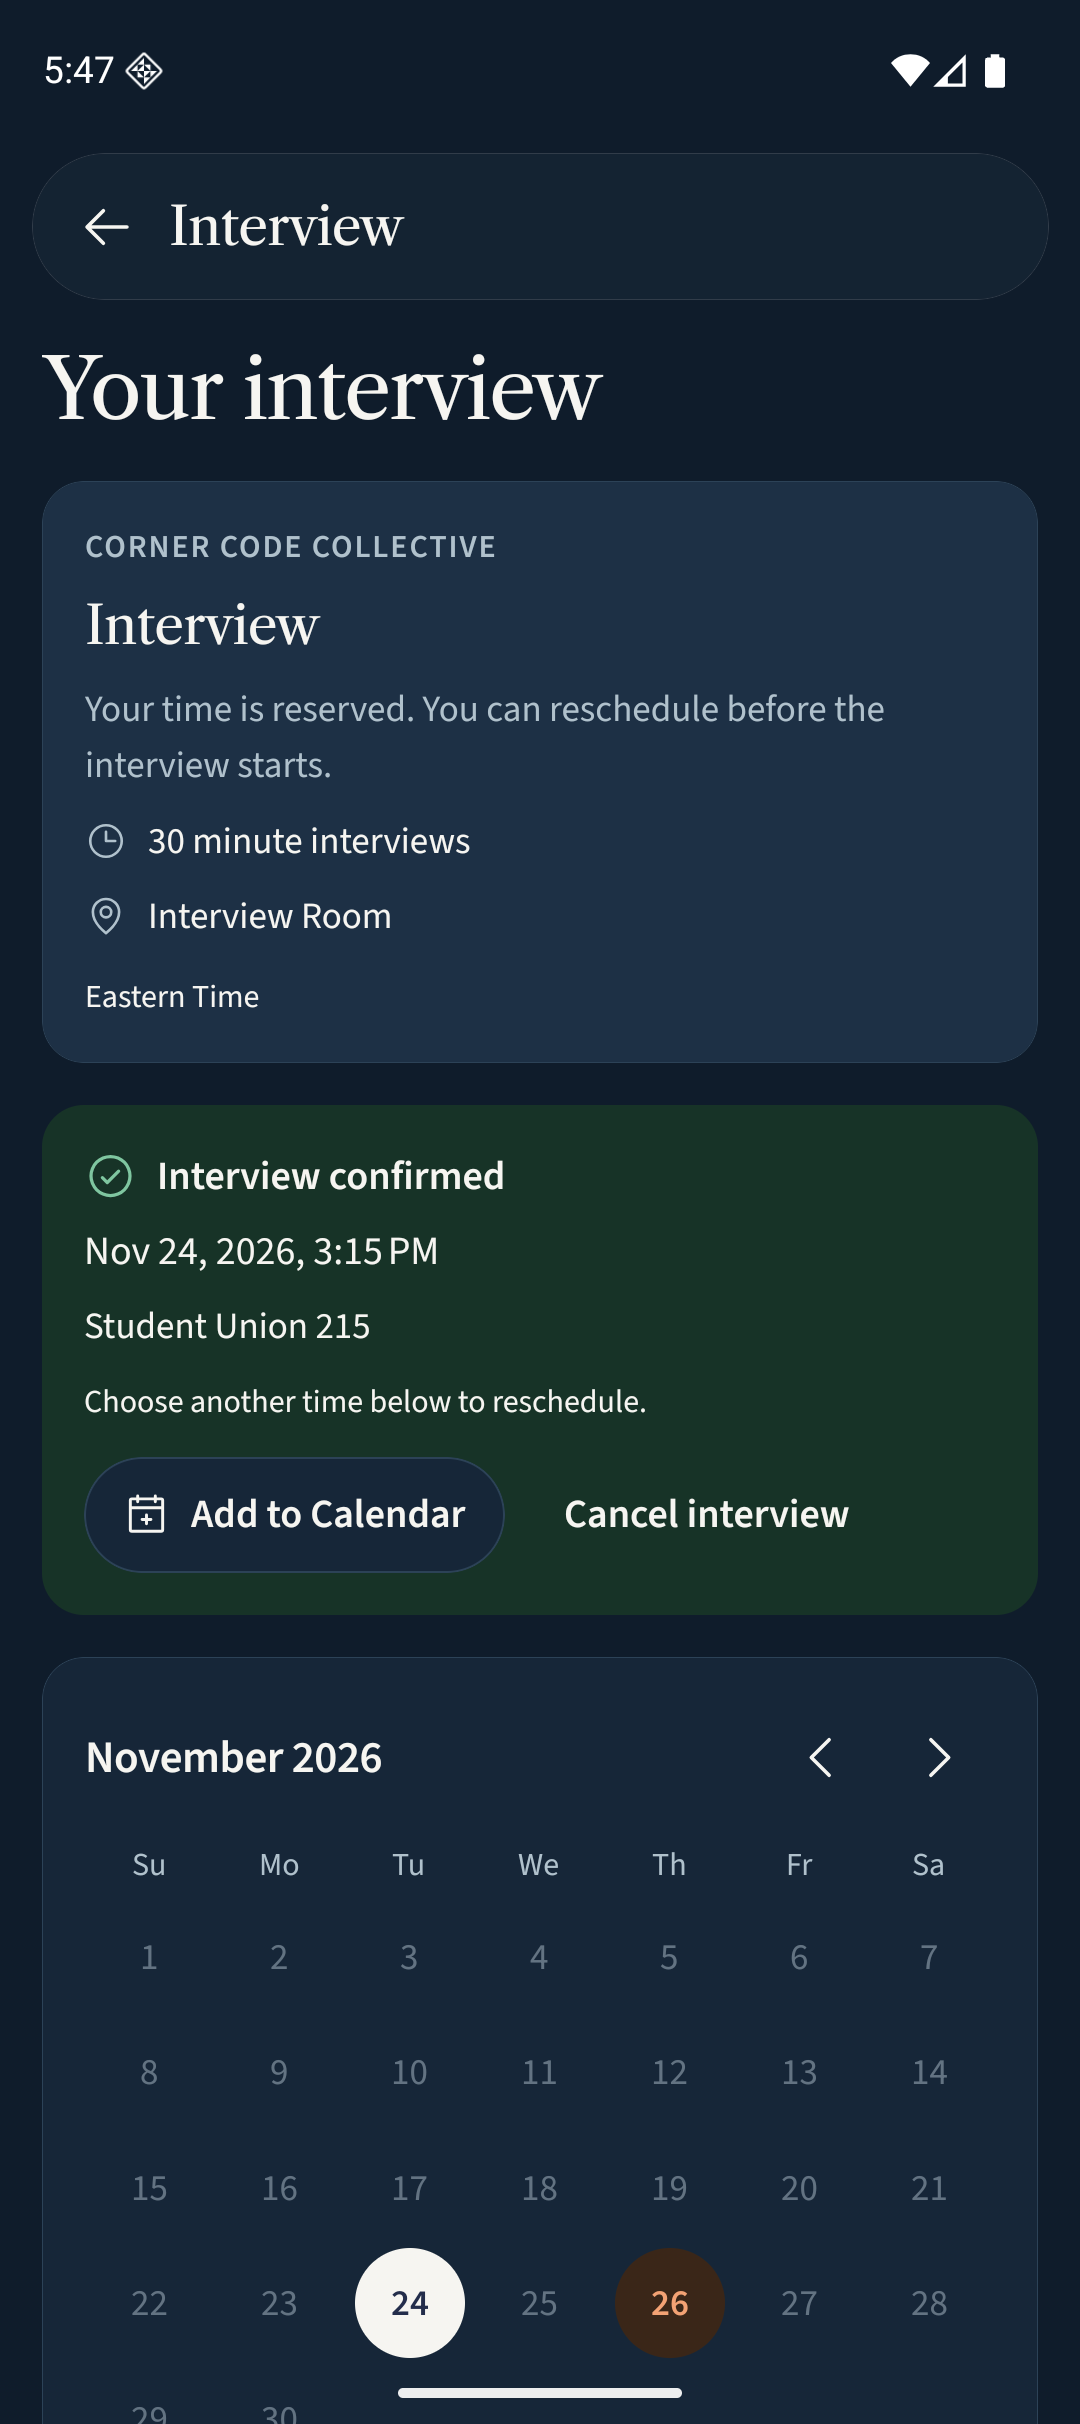 5:47
Interview
Your interview
CORNER CODE COLLECTIVE
Interview
Your time is reserved. You can reschedule before the
interview starts.
30 minute interviews
Interview Room
Eastern Time
Interview confirmed
Nov 24, 2026, 3:15 PM
Student Union 215
Choose another time below to reschedule.
Add to Calendar Cancel interview
November 2026
Su Mo Tu We Th Fr Sa
1 2 3 4 5 6 7
8 9 10 11 12 13 14
15 16 17 18 19 20 21
22 23 24 25 26 27 28
29 30